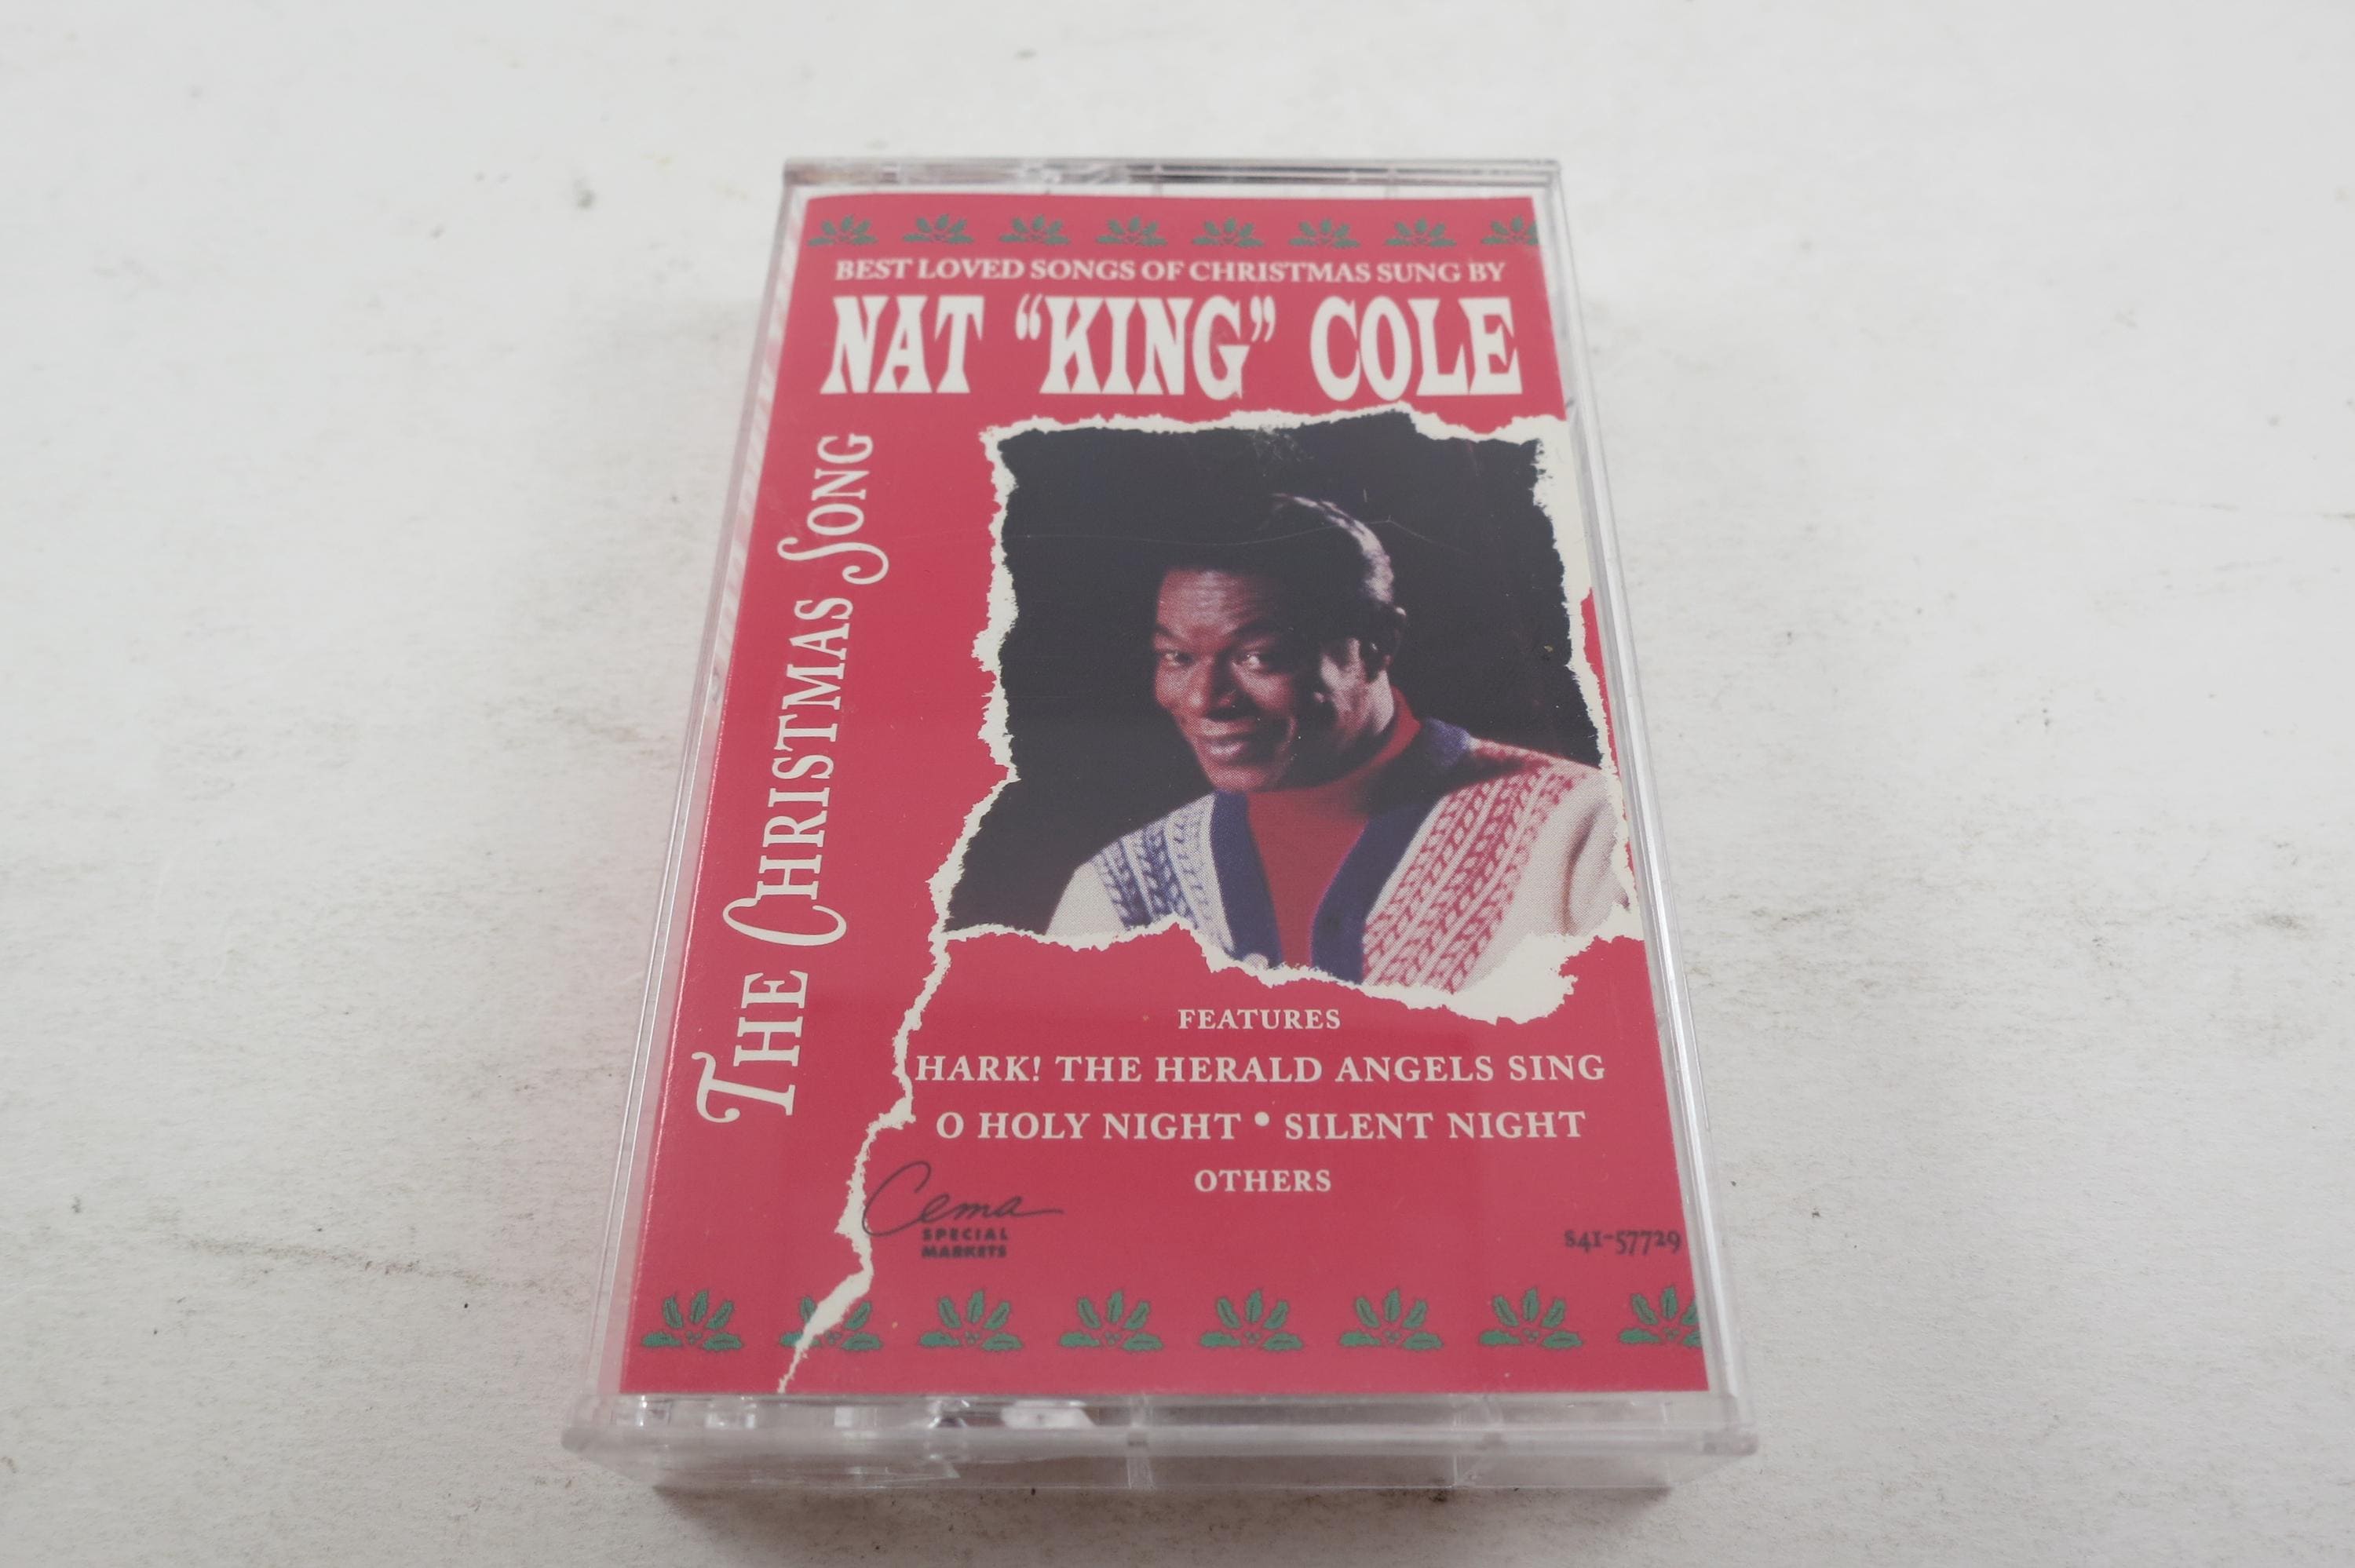 BEST LOVED SONGS OF CHRISTMAS SUNG BY
NAT “KING” COLE
THE CHRISTMAS SONG
FEATURES
HARK! THE HERALD ANGELS SING
O HOLY NIGHT • SILENT NIGHT
OTHERS
Cema
SPECIAL
MARKETS
S41-57729